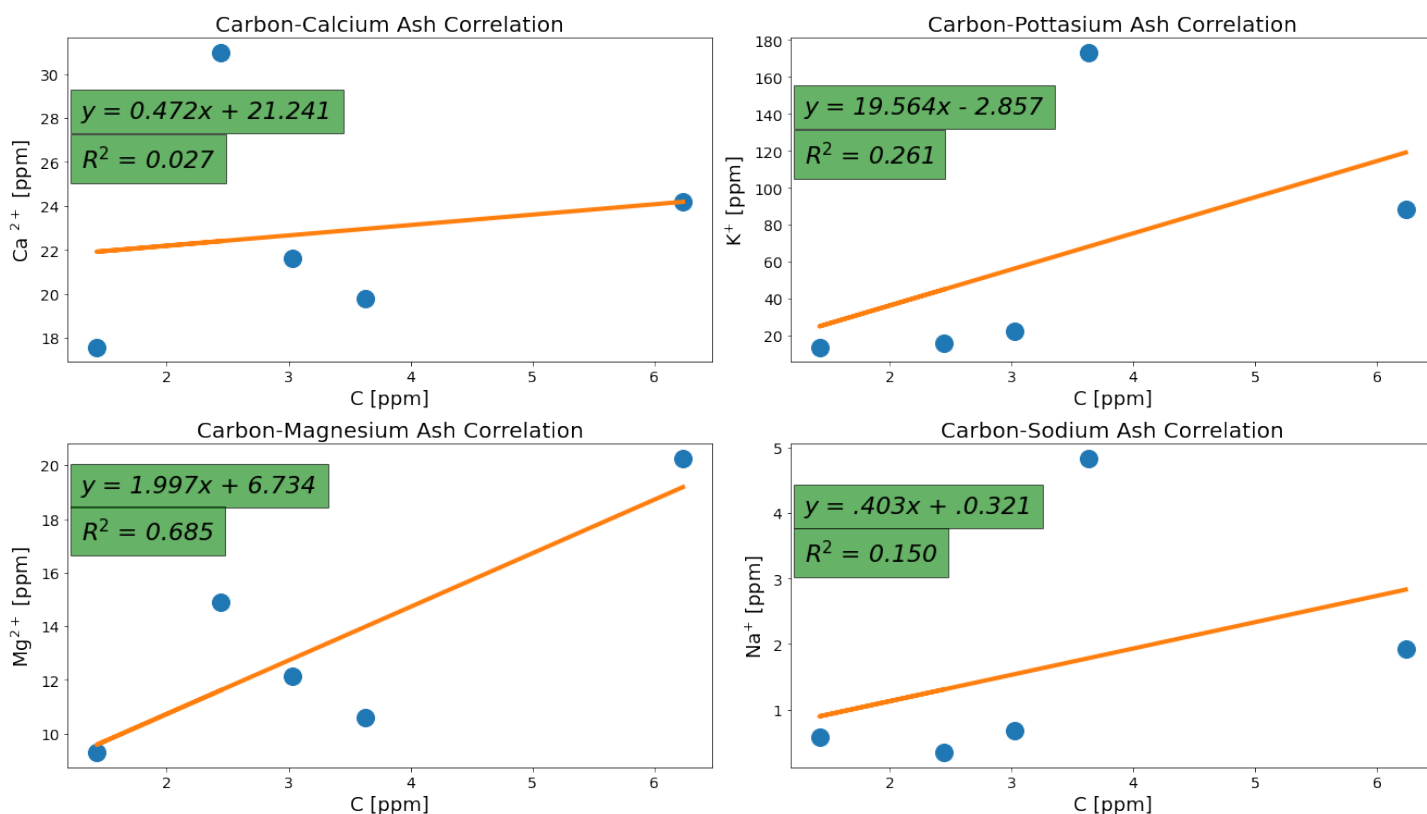 Carbon-Calcium Ash Correlation
30
28
26
24
22
20
18
Ca 2+ [ppm]
y = 0.472x + 21.241
R² = 0.027
2 3 4 5 6
C [ppm]
Carbon-Pottasium Ash Correlation
180
160
140
120
100
80
60
40
20
K⁺ [ppm]
y = 19.564x - 2.857
R² = 0.261
2 3 4 5 6
C [ppm]
Carbon-Magnesium Ash Correlation
20
18
16
14
12
10
Mg²⁺ [ppm]
y = 1.997x + 6.734
R² = 0.685
2 3 4 5 6
C [ppm]
Carbon-Sodium Ash Correlation
5
4
3
2
1
Na⁺ [ppm]
y = .403x + .0.321
R² = 0.150
2 3 4 5 6
C [ppm]